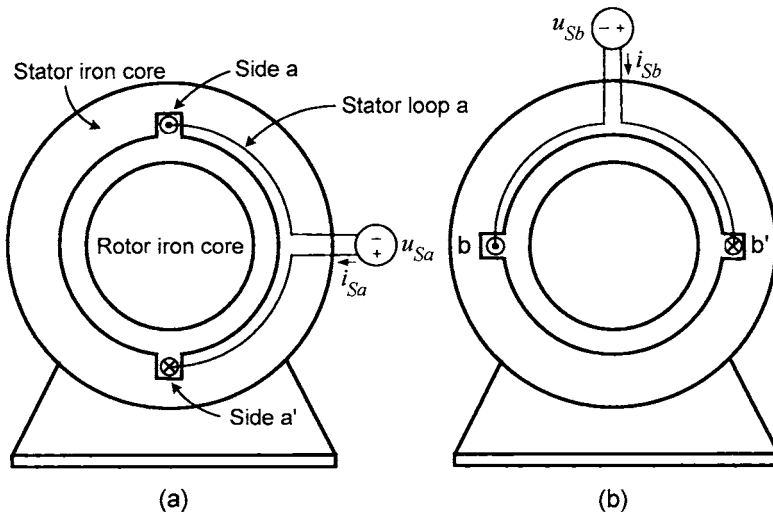 Side a
Stator iron core
Stator loop a
Rotor iron core
- +
u_Sa
i_Sa
Side a'
(a)
u_Sb
- +
i_Sb
b
b'
(b)